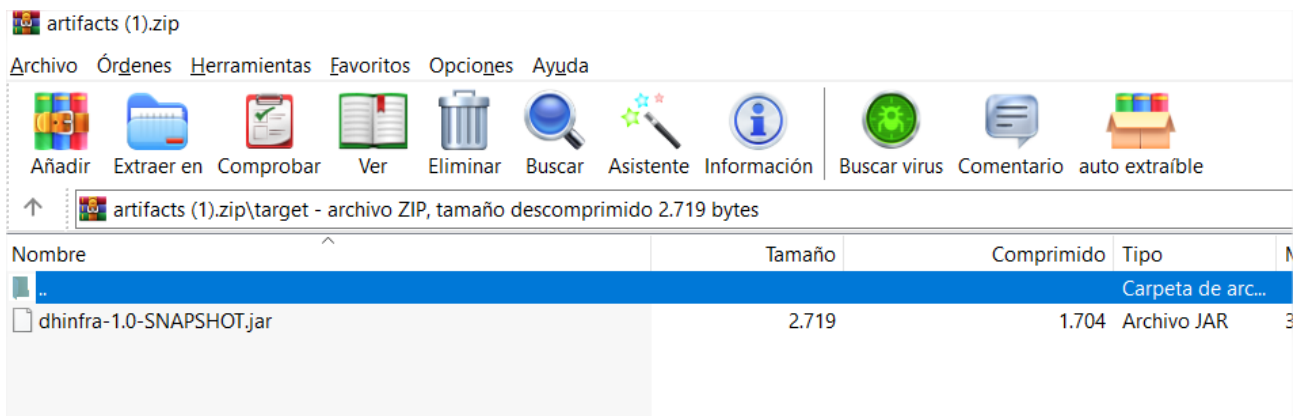 artifacts (1).zip
Archivo Órdenes Herramientas Favoritos Opciones Ayuda
Añadir Extraer en Comprobar Ver Eliminar Buscar Asistente Información Buscar virus Comentario auto extraíble
artifacts (1).zip\target - archivo ZIP, tamaño descomprimido 2.719 bytes
Nombre Tamaño Comprimido Tipo
.. Carpeta de arc...
dhinfra-1.0-SNAPSHOT.jar 2.719 1.704 Archivo JAR